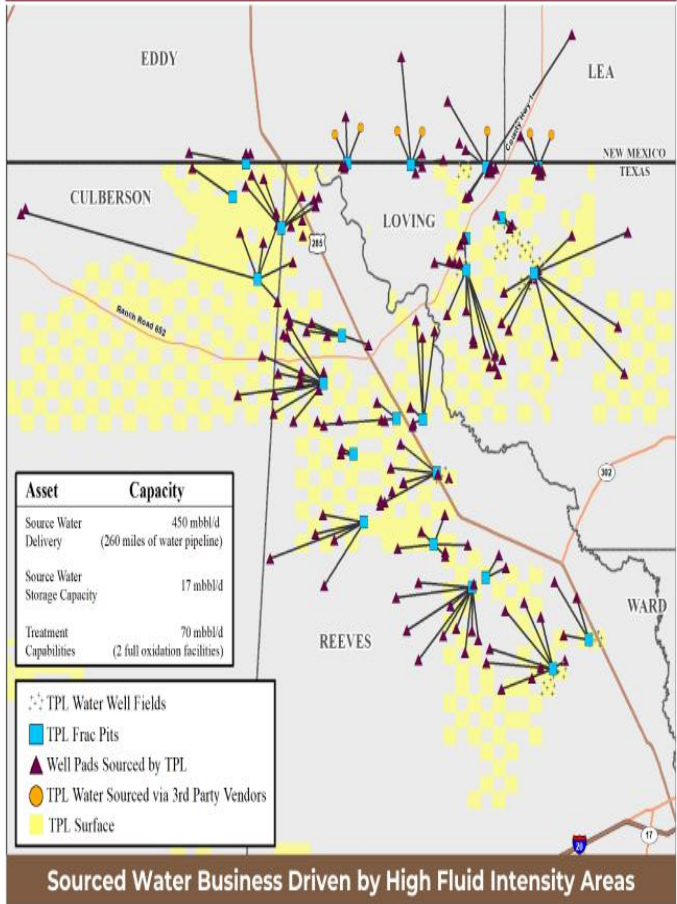 EDDY
LEA
County Hwy 1
NEW MEXICO
TEXAS
CULBERSON
LOVING
285
Ranch Road 652
302
Asset Capacity
Source Water 450 mbbl/d
Delivery (260 miles of water pipeline)
Source Water
Storage Capacity 17 mbbl/d
Treatment 70 mbbl/d
Capabilities (2 full oxidation facilities)
WARD
REEVES
TPL Water Well Fields
TPL Frac Pits
Well Pads Sourced by TPL
TPL Water Sourced via 3rd Party Vendors
TPL Surface
20
17
Sourced Water Business Driven by High Fluid Intensity Areas